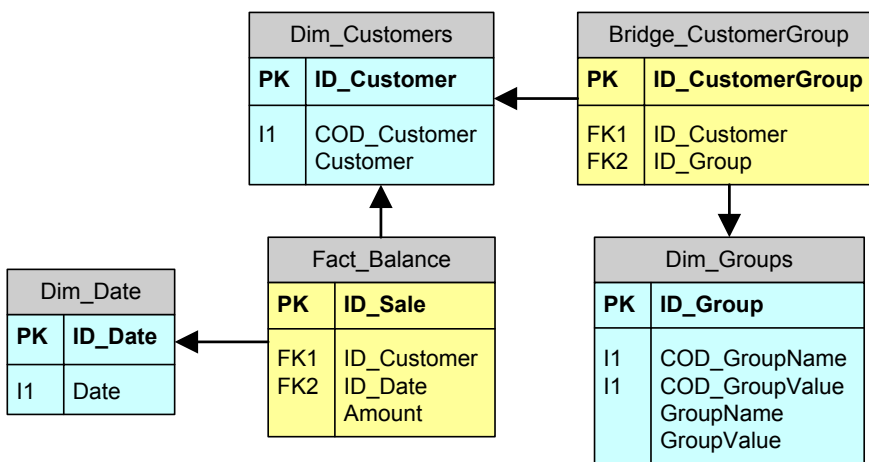 Dim_Customers
PK ID_Customer
I1 COD_Customer
Customer
Bridge_CustomerGroup
PK ID_CustomerGroup
FK1 ID_Customer
FK2 ID_Group
Dim_Date
PK ID_Date
I1 Date
Fact_Balance
PK ID_Sale
FK1 ID_Customer
FK2 ID_Date
Amount
Dim_Groups
PK ID_Group
I1 COD_GroupName
I1 COD_GroupValue
GroupName
GroupValue